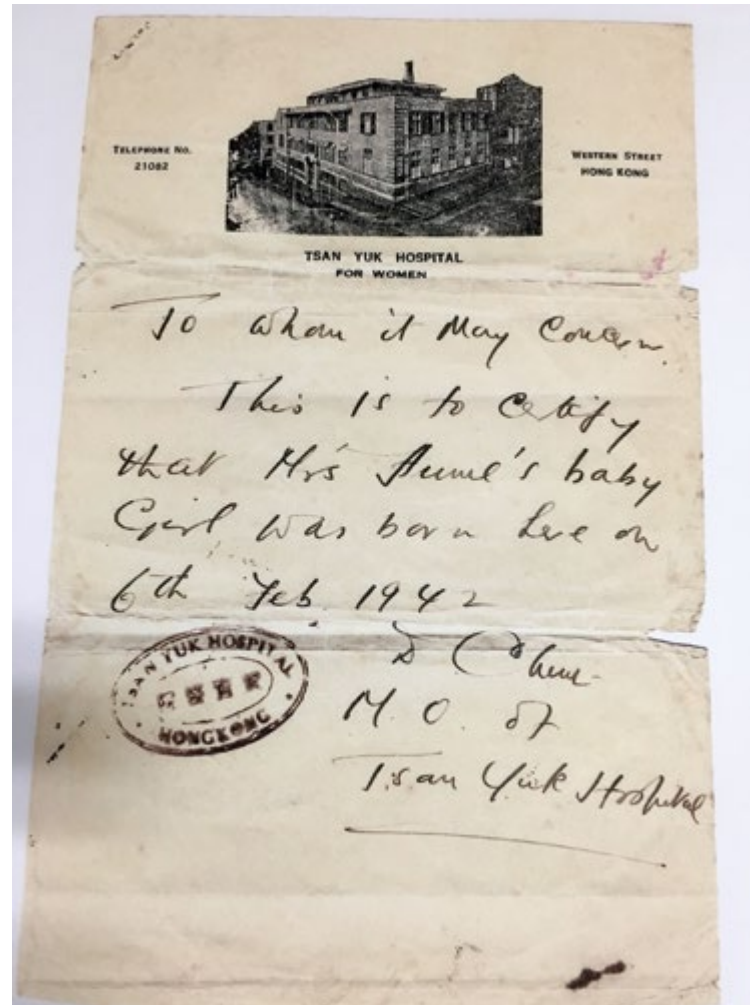 TELEPHONE No.
21082
WESTERN STREET
HONG KONG
TSAN YUK HOSPITAL
FOR WOMEN
To Whom it May Concern.
This is to Certify
that Mrs baby
Girl was born here on
6th Feb. 1942
M.O. of
Tsan Yuk Hospital
TSAN YUK HOSPITAL
HONGKONG